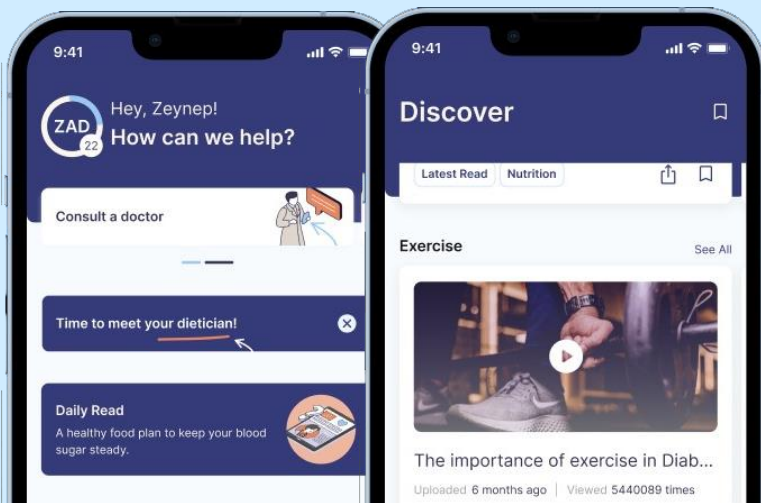 9:41
ZAD
22
Hey, Zeynep!
How can we help?
Consult a doctor
Time to meet your dietician!
Daily Read
A healthy food plan to keep your blood
sugar steady.
9:41
Discover
Latest Read
Nutrition
Exercise
See All
The importance of exercise in Diab...
Uploaded 6 months ago | Viewed 5440089 times